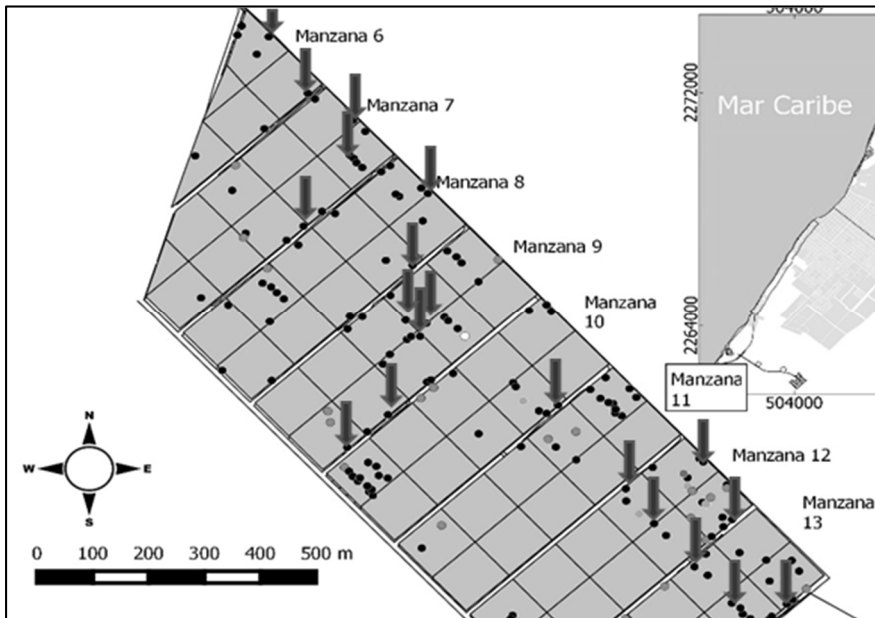 Manzana 6
Manzana 7
Manzana 8
Manzana 9
Manzana
10
Manzana
11
Manzana 12
Manzana
13
504000
2272000
Mar Caribe
2264000
504000
N
W
E
S
0 100 200 300 400 500 m